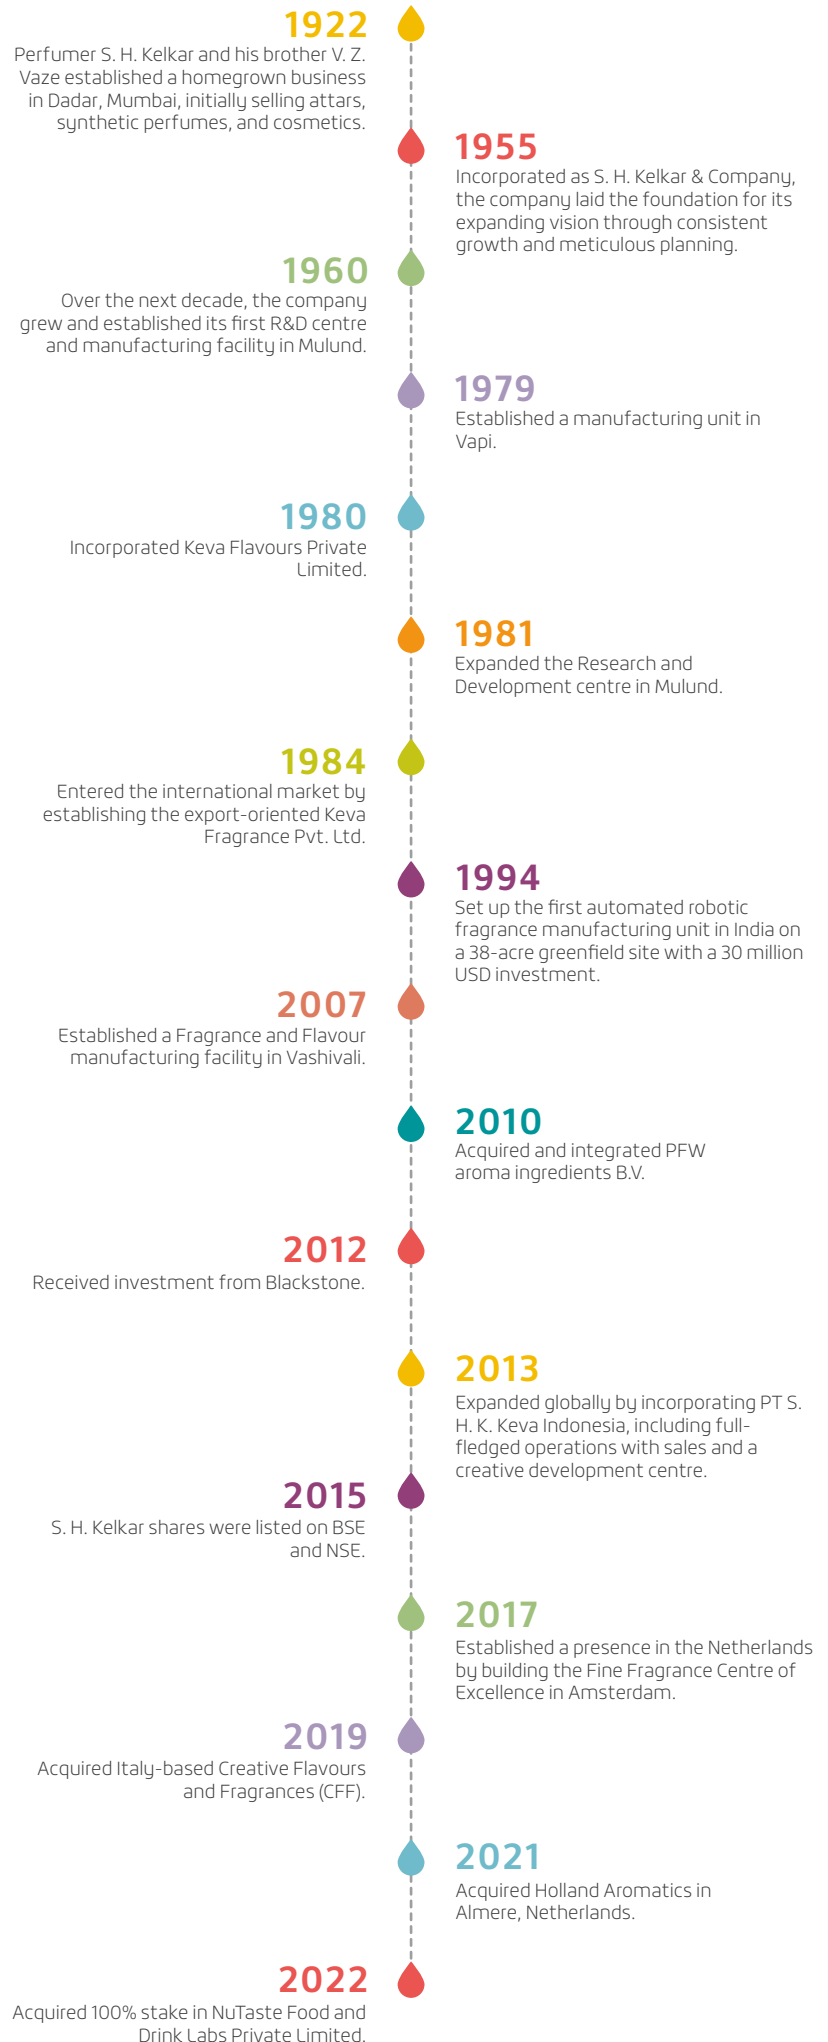 1922
Perfumer S. H. Kelkar and his brother V. Z.
Vaze established a homegrown business
in Dadar, Mumbai, initially selling attars,
synthetic perfumes, and cosmetics.
1955
Incorporated as S. H. Kelkar & Company,
the company laid the foundation for its
expanding vision through consistent
growth and meticulous planning.
1960
Over the next decade, the company
grew and established its first R&D centre
and manufacturing facility in Mulund.
1979
Established a manufacturing unit in
Vapi.
1980
Incorporated Keva Flavours Private
Limited.
1981
Expanded the Research and
Development centre in Mulund.
1984
Entered the international market by
establishing the export-oriented Keva
Fragrance Pvt. Ltd.
1994
Set up the first automated robotic
fragrance manufacturing unit in India on
a 38-acre greenfield site with a 30 million
USD investment.
2007
Established a Fragrance and Flavour
manufacturing facility in Vashivali.
2010
Acquired and integrated PFW
aroma ingredients B.V.
2012
Received investment from Blackstone.
2013
Expanded globally by incorporating PT S.
H. K. Keva Indonesia, including full-
fledged operations with sales and a
creative development centre.
2015
S. H. Kelkar shares were listed on BSE
and NSE.
2017
Established a presence in the Netherlands
by building the Fine Fragrance Centre of
Excellence in Amsterdam.
2019
Acquired Italy-based Creative Flavours
and Fragrances (CFF).
2021
Acquired Holland Aromatics in
Almere, Netherlands.
2022
Acquired 100% stake in NuTaste Food and
Drink Labs Private Limited.